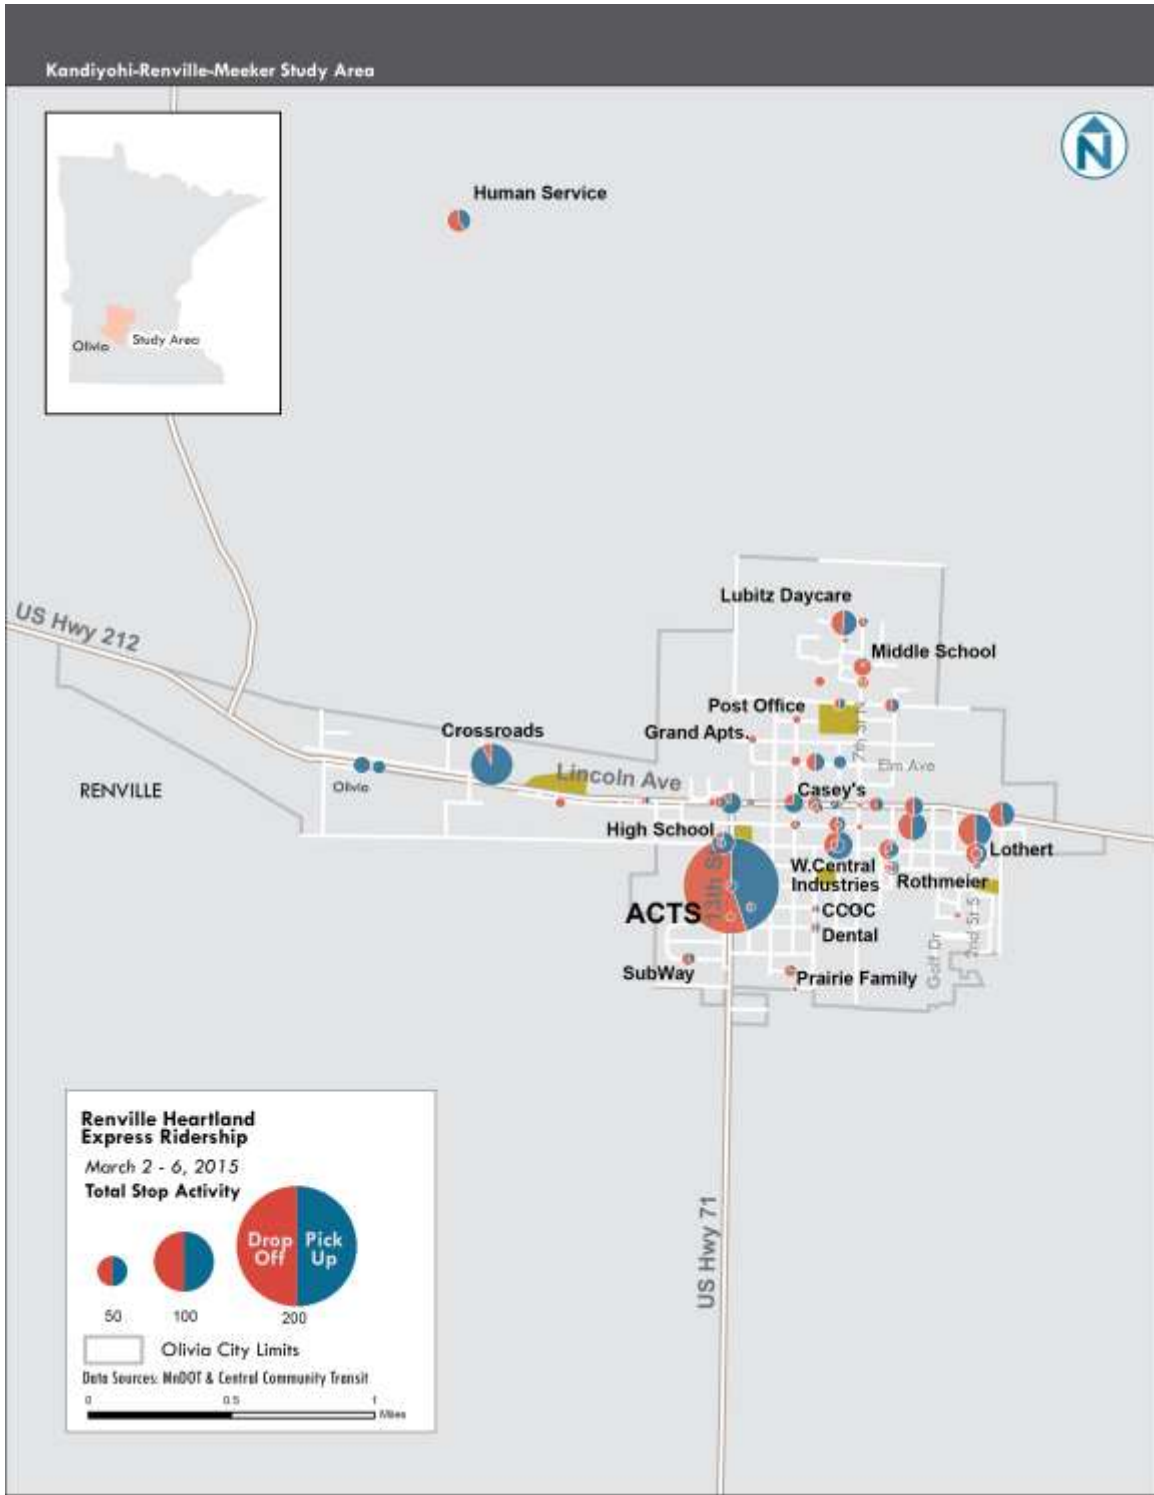 Kandiyohi-Renville-Meeker Study Area
N
Human Service
Study Area
Olivia
US Hwy 212
Lubitz Daycare
Middle School
Post Office
7th St N
Grand Apts.
Crossroads
Elm Ave
Lincoln Ave
RENVILLE
Olivia
Casey's
High School
Lothert
W.Central
Industries
Rothmeier
13th St
ACTS
CCOC
Dental
2nd St S
Golf Dr
SubWay
Prairie Family
US Hwy 71
Renville Heartland
Express Ridership
March 2 - 6, 2015
Total Stop Activity
Drop Off
Pick Up
50
100
200
Olivia City Limits
Data Sources: MnDOT & Central Community Transit
0 0.5 1
Miles